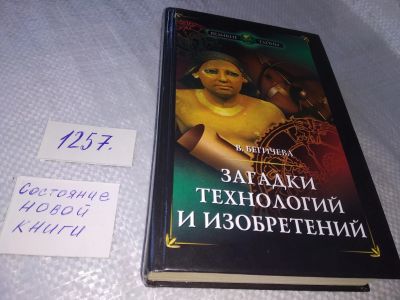 1257.
Состояние
новой
книги
ВЕЛИКИЕ ТАЙНЫ
В. БЕГИЧЕВА
ЗАГАДКИ
ТЕХНОЛОГИЙ
И ИЗОБРЕТЕНИЙ